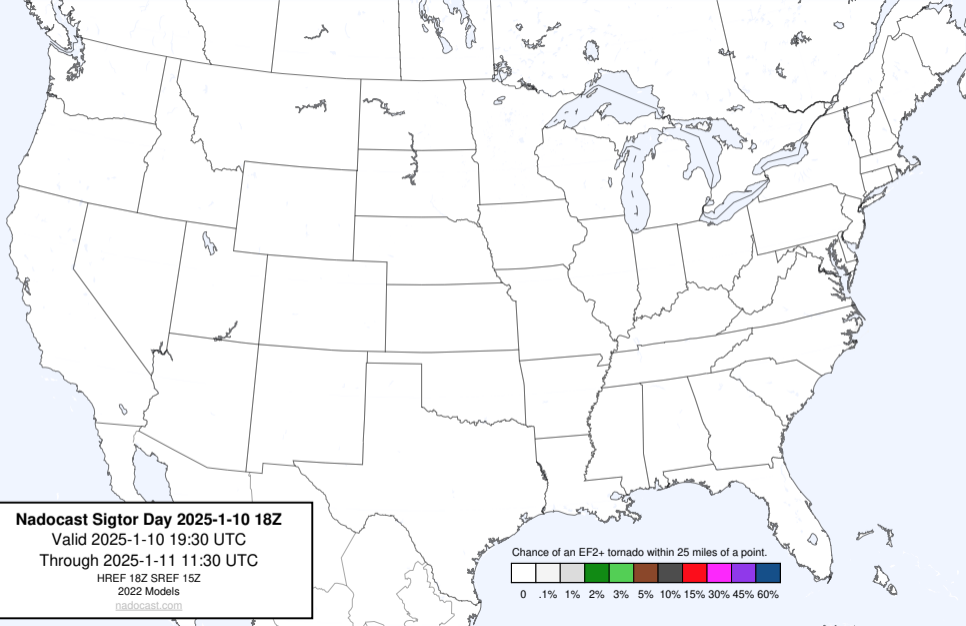 Nadocast Sigtor Day 2025-1-10 18Z
Valid 2025-1-10 19:30 UTC
Through 2025-1-11 11:30 UTC
HREF 18Z SREF 15Z
2022 Models
nadocast.com
Chance of an EF2+ tornado within 25 miles of a point.
0 .1% 1% 2% 3% 5% 10% 15% 30% 45% 60%